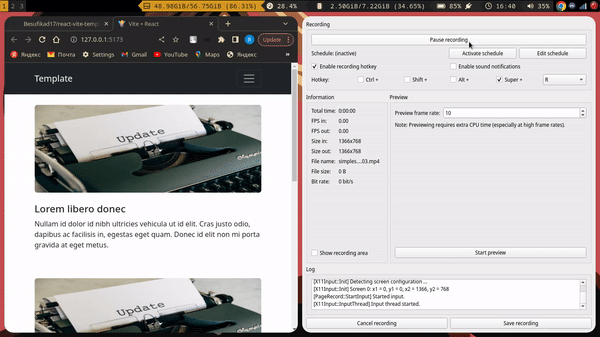 1 2 3
48.98GiB/56.75GiB (86.31%)
28.4%
2.50GiB/7.22GiB (34.65%)
85%
16:40
35%
Besufikad17/react-vite-temp
Vite + React
127.0.0.1:5173
Update
Яндекс
Почта
Settings
Gmail
YouTube
Maps
Яндекс
Template
Update
Olympia
Lorem libero donec
Nullam id dolor id nibh ultricies vehicula ut id elit. Cras justo odio,
dapibus ac facilisis in, egestas eget quam. Donec id elit non mi porta
gravida at eget metus.
Update
Recording
Pause recording
Schedule: (inactive)
Activate schedule
Edit schedule
Enable recording hotkey
Enable sound notifications
Hotkey:
Ctrl +
Shift +
Alt +
Super +
R
Information
Preview
Total time: 0:00:00
FPS in: 0.00
FPS out: 0.00
Size in: 1366x768
Size out: 1366x768
File name: simples....03.mp4
File size: 0 B
Bit rate: 0 bit/s
Preview frame rate: 10
Note: Previewing requires extra CPU time (especially at high frame rates).
Show recording area
Start preview
Log
[X11Input::Init] Detecting screen configuration ...
[X11Input::Init] Screen 0: x1 = 0, y1 = 0, x2 = 1366, y2 = 768
[PageRecord::StartInput] Started input.
[X11Input::InputThread] Input thread started.
Cancel recording
Save recording